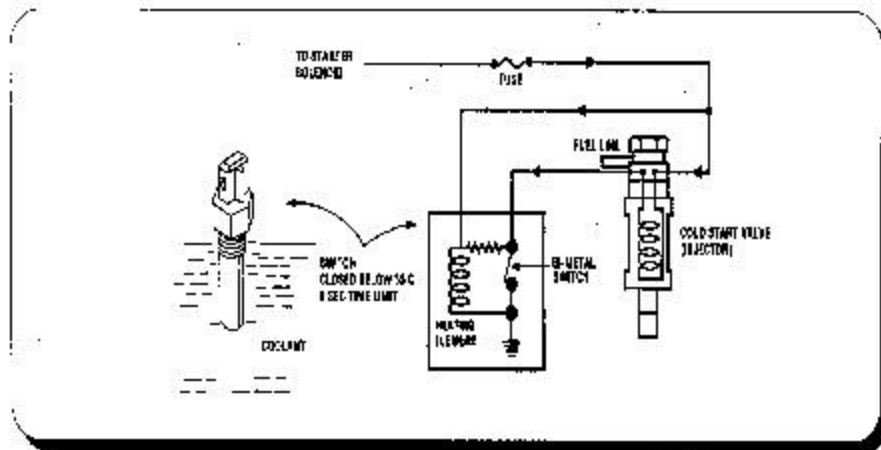 TO STARTER
SOLENOID
FUSE
FUEL LINE
COLD START VALVE
(INJECTOR)
BI-METAL
SWITCH
SWITCH
CLOSED BELOW
8 SEC TIME LIMIT
HEATING
ELEMENT
COOLANT